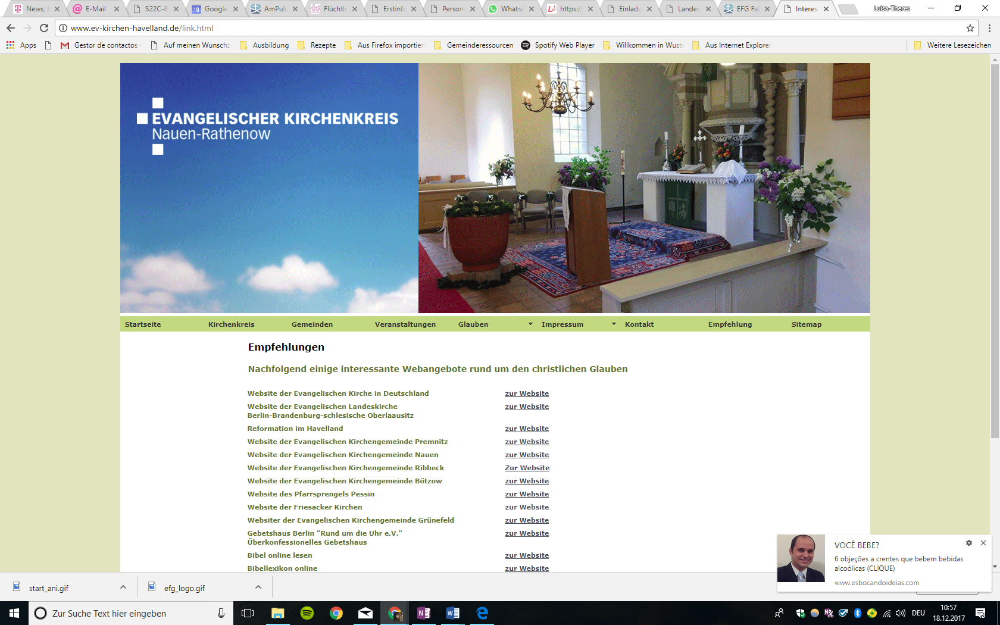 News, E
E-Mail
S22C-8
Google
AmPuls
Flüchtli
Erstinfo
Persone
WhatsA
https:/
Einladu
Landes
EFG Fal
Interes
Luisa-Theres
www.ev-kirchen-havelland.de/link.html
Apps
Gestor de contactos
Auf meinen Wunschz
Ausbildung
Rezepte
Aus Firefox importier
Gemeinderessourcen
Spotify Web Player
Willkommen in Wust
Aus Internet Explorer
Weitere Lesezeichen
EVANGELISCHER KIRCHENKREIS
Nauen-Rathenow
Startseite Kirchenkreis Gemeinden Veranstaltungen Glauben Impressum Kontakt Empfehlung Sitemap
Empfehlungen
Nachfolgend einige interessante Webangebote rund um den christlichen Glauben
Website der Evangelischen Kirche in Deutschland zur Website
Website der Evangelischen Landeskirche zur Website
Berlin-Brandenburg-schlesische Oberlaausitz
Reformation im Havelland zur Website
Website der Evangelischen Kirchengemeinde Premnitz zur Website
Website der Evangelischen Kirchengemeinde Nauen zur Website
Website der Evangelischen Kirchengemeinde Ribbeck Zur Website
Website der Evangelischen Kirchengemeinde Bötzow zur Website
Website des Pfarrsprengels Pessin zur Website
Website der Friesacker Kirchen zur Website
Websiter der Evangelischen Kirchengemeinde Grünefeld zur Website
Gebetshaus Berlin "Rund um die Uhr e.V." zur Website
Überkonfessionelles Gebetshaus
Bibel online lesen zur Website
Bibellexikon online zur Website
VOCÊ BEBE?
6 objeções a crentes que bebem bebidas
alcoólicas (CLIQUE)
www.esbocandoideias.com
start_ani.gif
efg_logo.gif
Zur Suche Text hier eingeben
DEU
10:57
18.12.2017